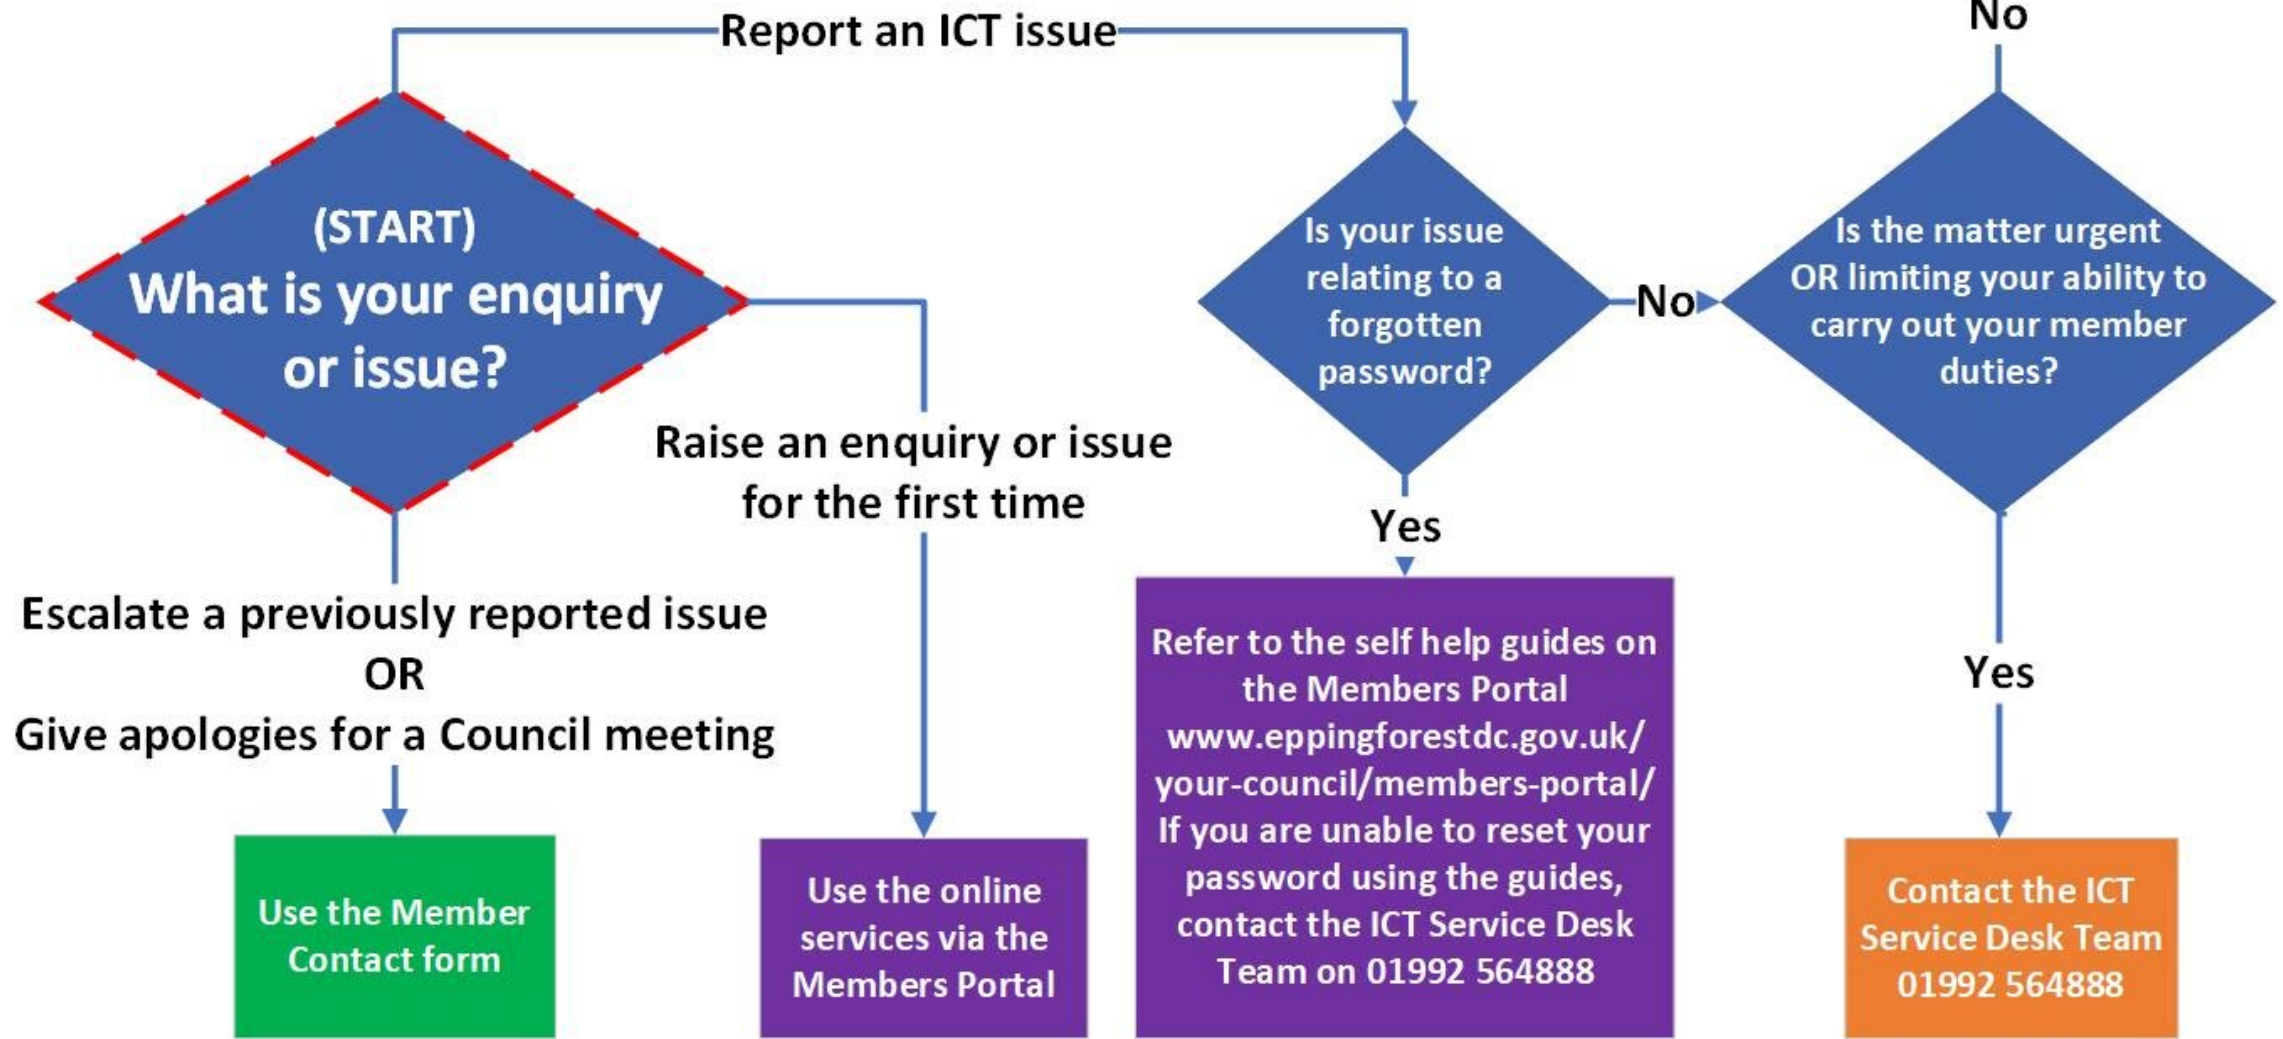 Report an ICT issue
No
(START)
What is your enquiry
or issue?
Is your issue
relating to a
forgotten
password?
No
Is the matter urgent
OR limiting your ability to
carry out your member
duties?
Raise an enquiry or issue
for the first time
Yes
Escalate a previously reported issue
OR
Give apologies for a Council meeting
Yes
Use the Member
Contact form
Use the online
services via the
Members Portal
Refer to the self help guides on
the Members Portal
www.eppingforestdc.gov.uk/
your-council/members-portal/
If you are unable to reset your
password using the guides,
contact the ICT Service Desk
Team on 01992 564888
Contact the ICT
Service Desk Team
01992 564888